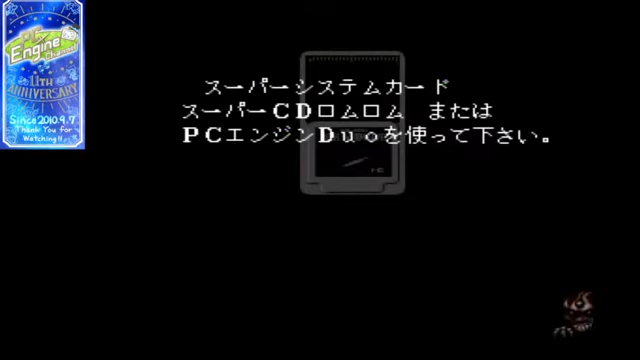 PC
Engine
Channel
11TH
ANNIVERSARY
Since 2010.9.7
Thank You for
Watching!!
スーパーシステムカード
スーパーCDロムロム または
PCエンジンDuoを使って下さい。